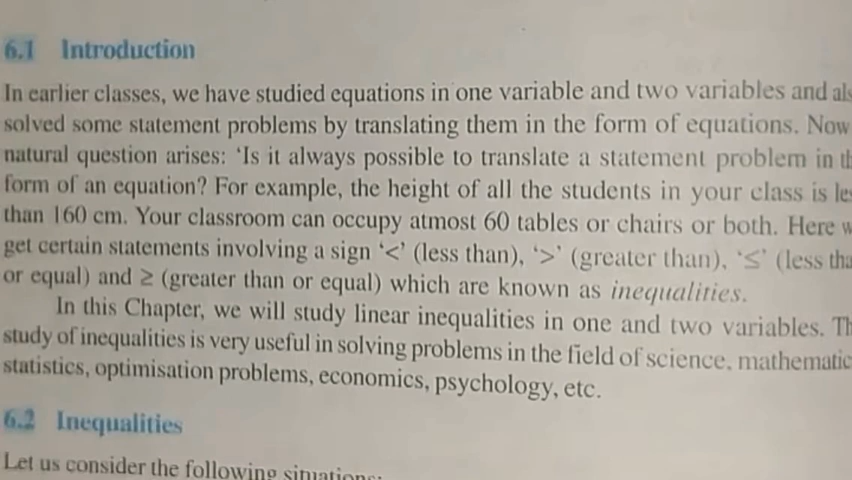 6.1 Introduction
In earlier classes, we have studied equations in one variable and two variables and als
solved some statement problems by translating them in the form of equations. Now
natural question arises: ‘Is it always possible to translate a statement problem in th
form of an equation? For example, the height of all the students in your class is les
than 160 cm. Your classroom can occupy atmost 60 tables or chairs or both. Here w
get certain statements involving a sign ‘<’ (less than), ‘>’ (greater than), ‘≤’ (less tha
or equal) and ≥ (greater than or equal) which are known as inequalities.
In this Chapter, we will study linear inequalities in one and two variables. Th
study of inequalities is very useful in solving problems in the field of science, mathematic
statistics, optimisation problems, economics, psychology, etc.
6.2 Inequalities
Let us consider the following situations: